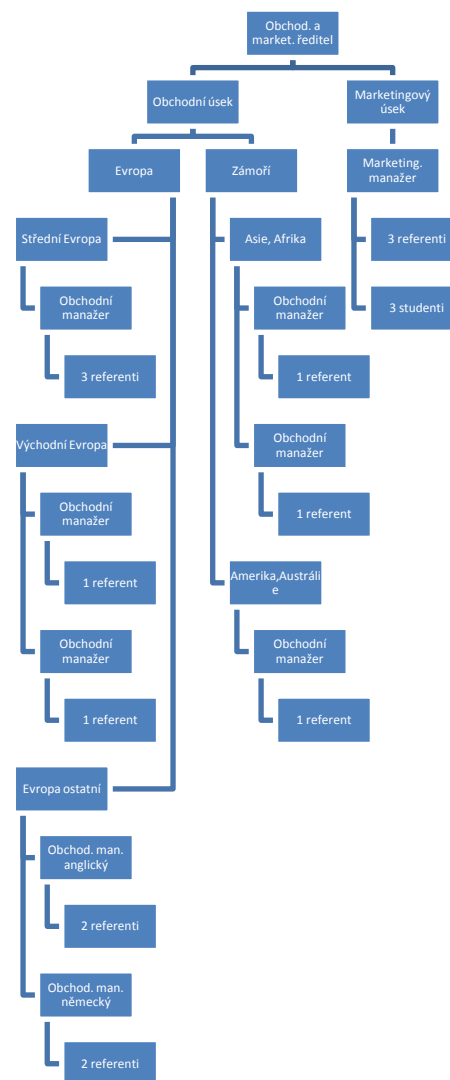 Obchod. a
market. ředitel
Obchodní úsek
Marketingový
úsek
Evropa
Zámoří
Marketing.
manažer
Střední Evropa
Asie, Afrika
3 referenti
Obchodní
manažer
Obchodní
manažer
3 studenti
3 referenti
1 referent
Východní Evropa
Obchodní
manažer
Obchodní
manažer
1 referent
1 referent
Amerika,Austrálie
e
Obchodní
manažer
Obchodní
manažer
1 referent
1 referent
Evropa ostatní
Obchod. man.
anglický
2 referenti
Obchod. man.
německý
2 referenti